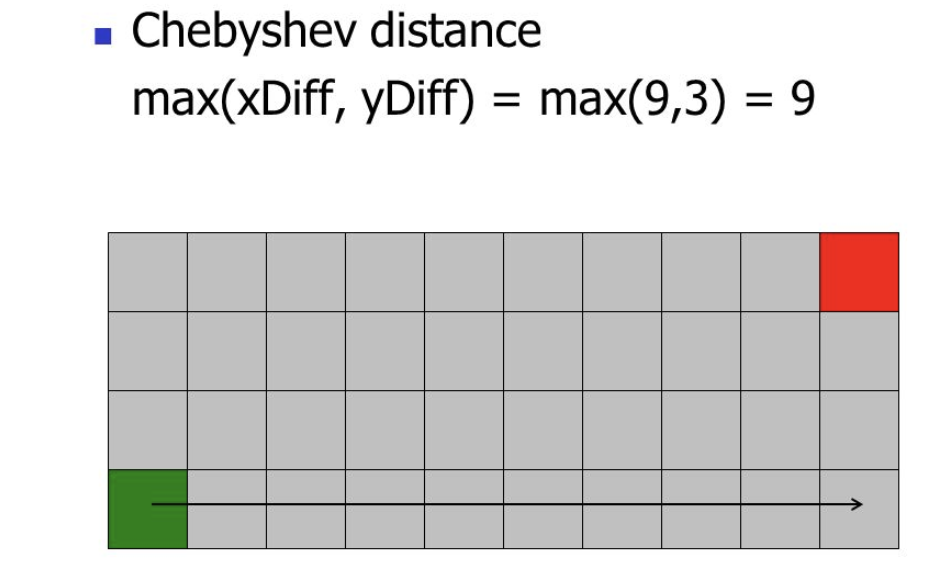 Chebyshev distance
max(xDiff, yDiff) = max(9,3) = 9